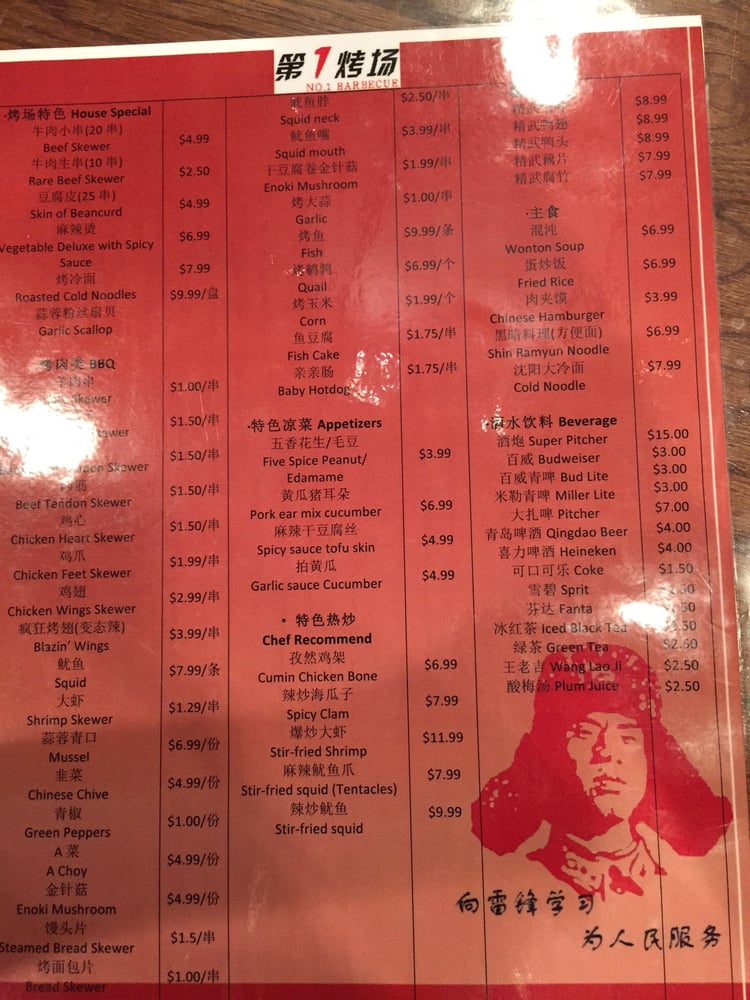 第1烤场
NO.1 BARBECUE
·烤场特色 House Special
牛肉小串(20 串)
Beef Skewer
$4.99
牛肉生串(10 串)
Rare Beef Skewer
$2.50
豆腐皮(25 串)
Skin of Beancurd
$4.99
麻辣烫
Vegetable Deluxe with Spicy
Sauce
$6.99
烤冷面
Roasted Cold Noodles
$7.99
蒜蓉粉丝扇贝
Garlic Scallop
$9.99/盘
烤肉类 BBQ
羊肉串
Skewer
$1.00/串
$1.50/串
Skewer
$1.50/串
Beef Tendon Skewer
$1.50/串
鸡心
Chicken Heart Skewer
$1.50/串
鸡爪
Chicken Feet Skewer
$1.99/串
鸡翅
Chicken Wings Skewer
$2.99/串
疯狂烤翅(变态辣)
Blazin' Wings
$3.99/串
鱿鱼
Squid
$7.99/条
大虾
Shrimp Skewer
$1.29/串
蒜蓉青口
Mussel
$6.99/份
韭菜
Chinese Chive
$4.99/份
青椒
Green Peppers
$1.00/份
A 菜
A Choy
$4.99/份
金针菇
Enoki Mushroom
$4.99/份
馒头片
Steamed Bread Skewer
$1.5/串
烤面包片
Bread Skewer
$1.00/串
鱿鱼脖
Squid neck
$2.50/串
鱿鱼嘴
Squid mouth
$3.99/串
干豆腐卷金针菇
Enoki Mushroom
$1.99/串
烤大蒜
Garlic
$1.00/串
烤鱼
Fish
$9.99/条
烤鹌鹑
Quail
$6.99/个
烤玉米
Corn
$1.99/个
鱼豆腐
Fish Cake
$1.75/串
亲亲肠
Baby Hotdog
$1.75/串
·特色凉菜 Appetizers
五香花生/毛豆
Five Spice Peanut/
Edamame
$3.99
黄瓜猪耳朵
Pork ear mix cucumber
$6.99
麻辣干豆腐丝
Spicy sauce tofu skin
$4.99
拍黄瓜
Garlic sauce Cucumber
$4.99
• 特色热炒
Chef Recommend
孜然鸡架
Cumin Chicken Bone
$6.99
辣炒海瓜子
Spicy Clam
$7.99
爆炒大虾
Stir-fried Shrimp
$11.99
麻辣鱿鱼爪
Stir-fried squid (Tentacles)
$7.99
辣炒鱿鱼
Stir-fried squid
$9.99
$8.99
精武鸭翅
$8.99
精武鸭头
$8.99
精武藕片
$7.99
精武腐竹
$7.99
·主食
混沌
Wonton Soup
$6.99
蛋炒饭
Fried Rice
$6.99
肉夹馍
Chinese Hamburger
$3.99
黑暗料理(方便面)
Shin Ramyun Noodle
$6.99
沈阳大冷面
Cold Noodle
$7.99
·酒水饮料 Beverage
酒炮 Super Pitcher $15.00
百威 Budweiser $3.00
百威青啤 Bud Lite $3.00
米勒青啤 Miller Lite $3.00
大扎啤 Pitcher $7.00
青岛啤酒 Qingdao Beer $4.00
喜力啤酒 Heineken $4.00
可口可乐 Coke $1.50
雪碧 Sprit
芬达 Fanta
冰红茶 Iced Black Tea
绿茶 Green Tea $2.50
王老吉 Wang Lao Ji $2.50
酸梅汤 Plum Juice $2.50
向雷锋学习
为人民服务